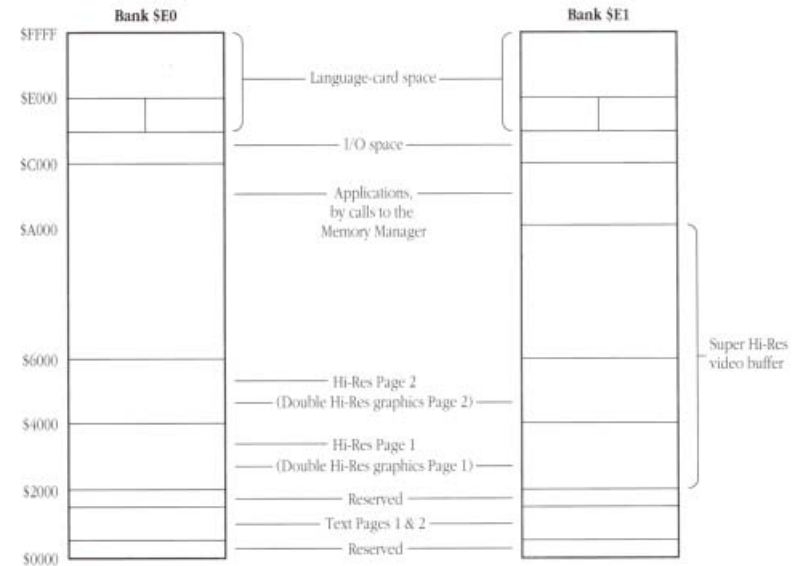 Bank $E0
Bank $E1
$FFFF
Language-card space
$E000
I/O space
$C000
Applications,
by calls to the
Memory Manager
$A000
Super Hi-Res
video buffer
$6000
Hi-Res Page 2
(Double Hi-Res graphics Page 2)
$4000
Hi-Res Page 1
(Double Hi-Res graphics Page 1)
$2000
Reserved
Text Pages 1 & 2
Reserved
$0000